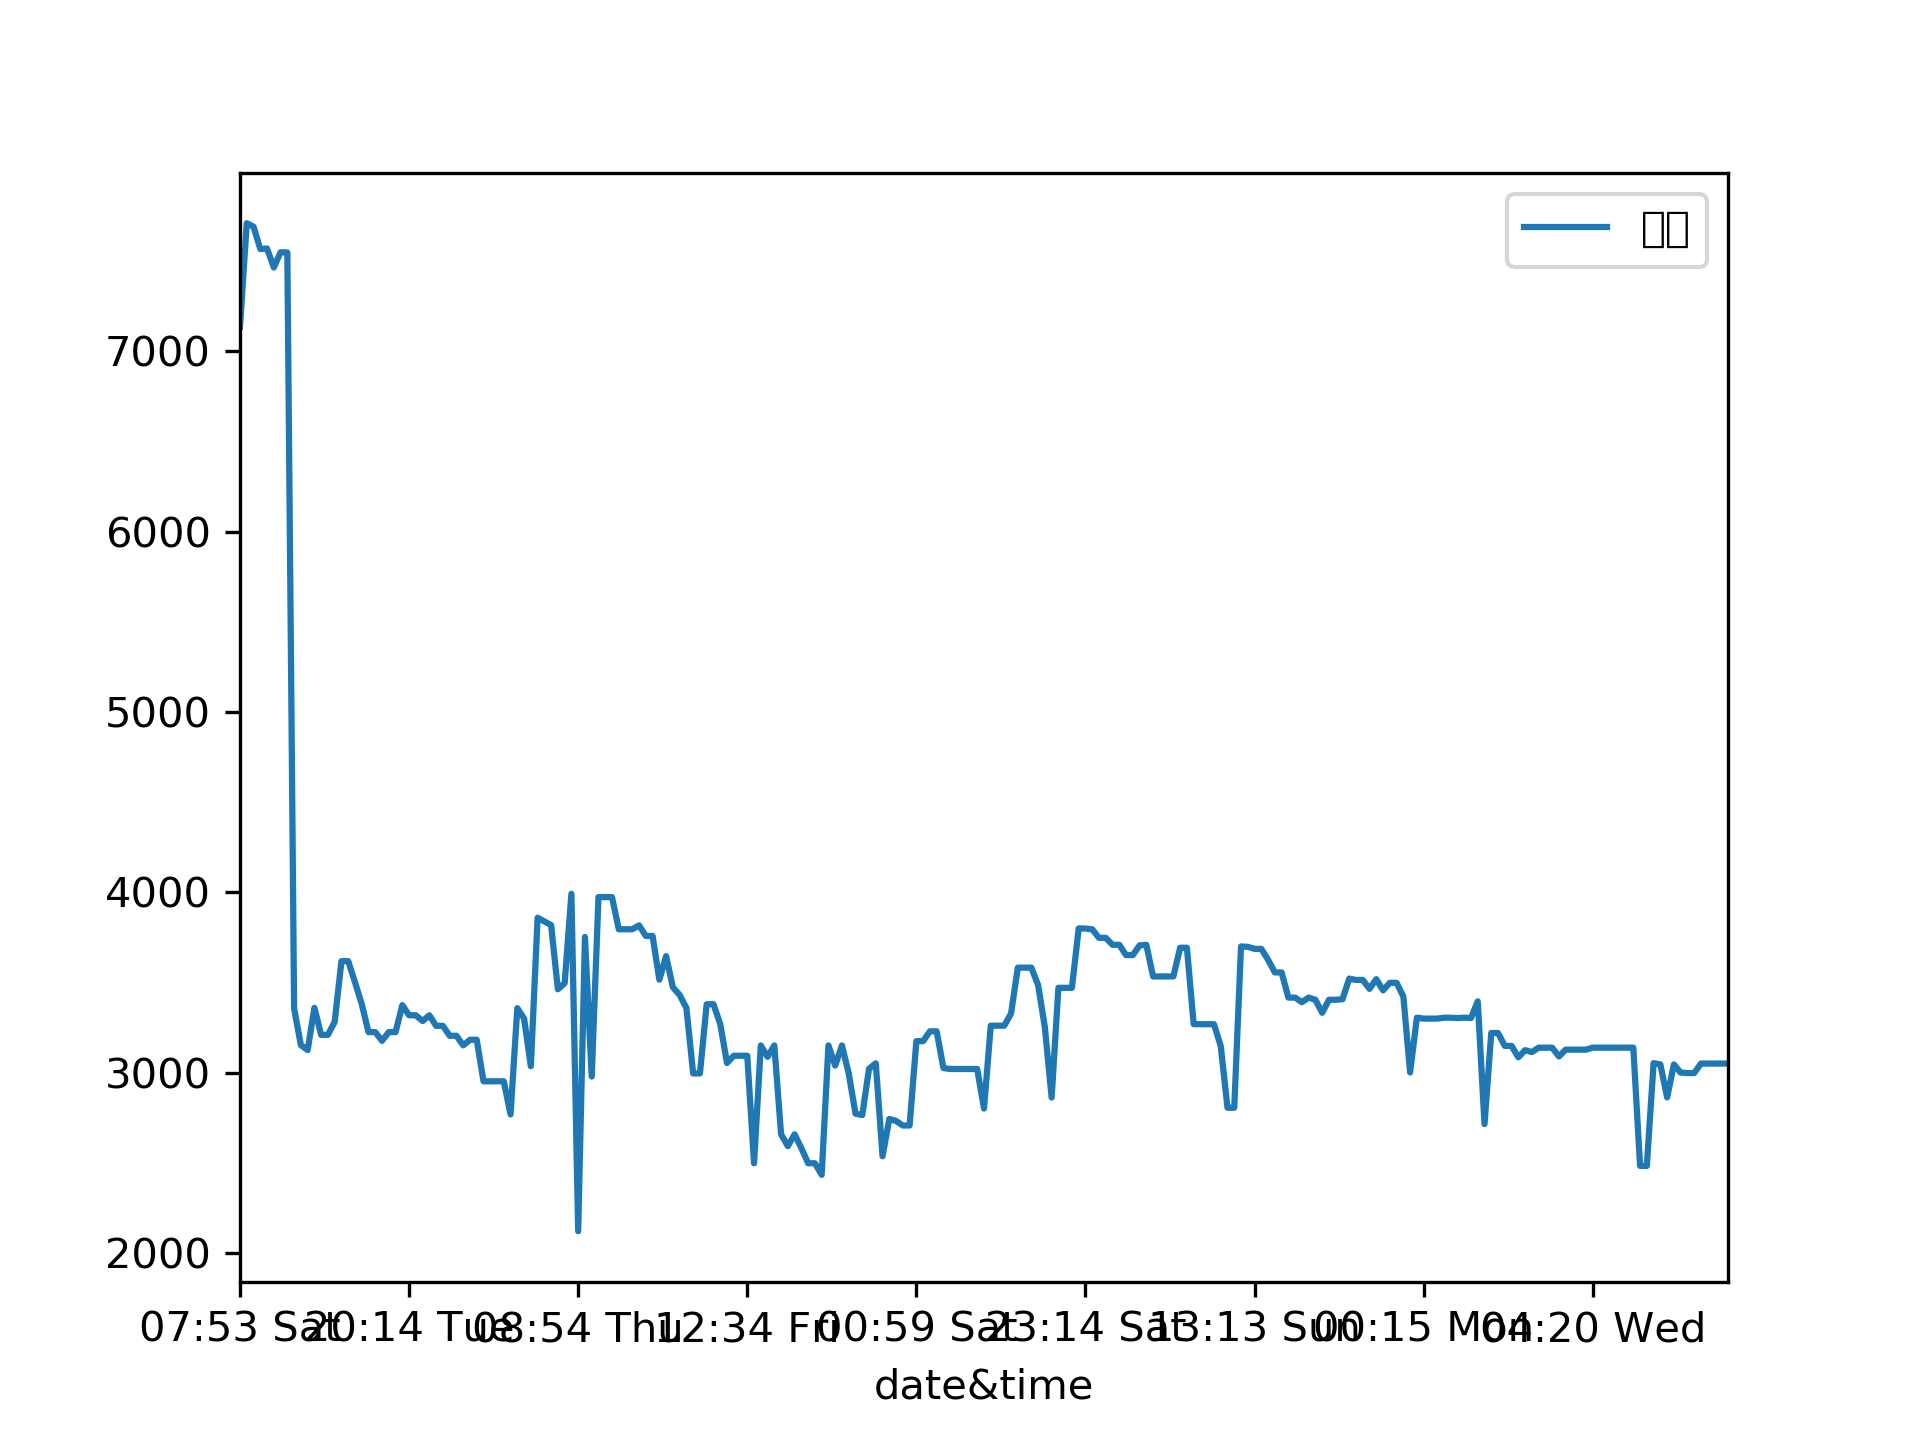 7000
6000
5000
4000
3000
2000
07:53 Sat
20:14 Tue
08:54 Thu
12:34 Fri
00:59 Sat
23:14 Sat
13:13 Sun
00:15 Mon
04:20 Wed
date&time